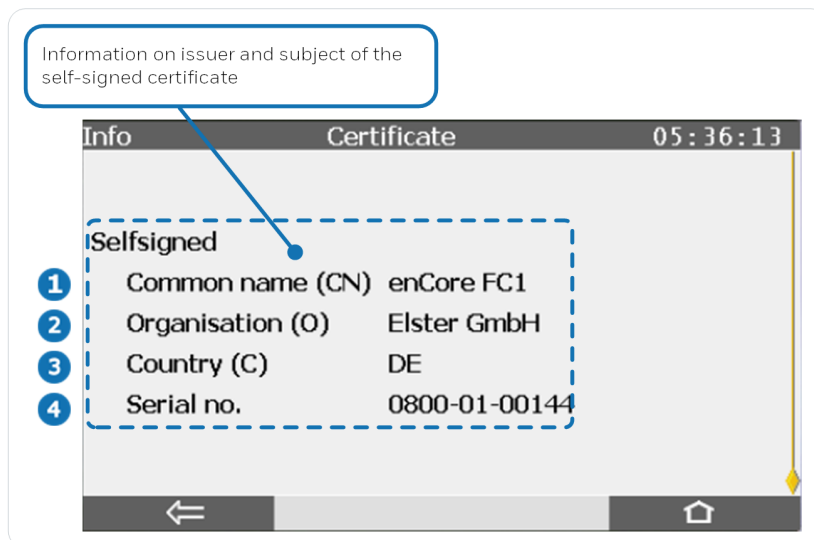 Information on issuer and subject of the
self-signed certificate
Info Certificate 05:36:13
Selfsigned
1 Common name (CN) enCore FC1
2 Organisation (O) Elster GmbH
3 Country (C) DE
4 Serial no. 0800-01-00144